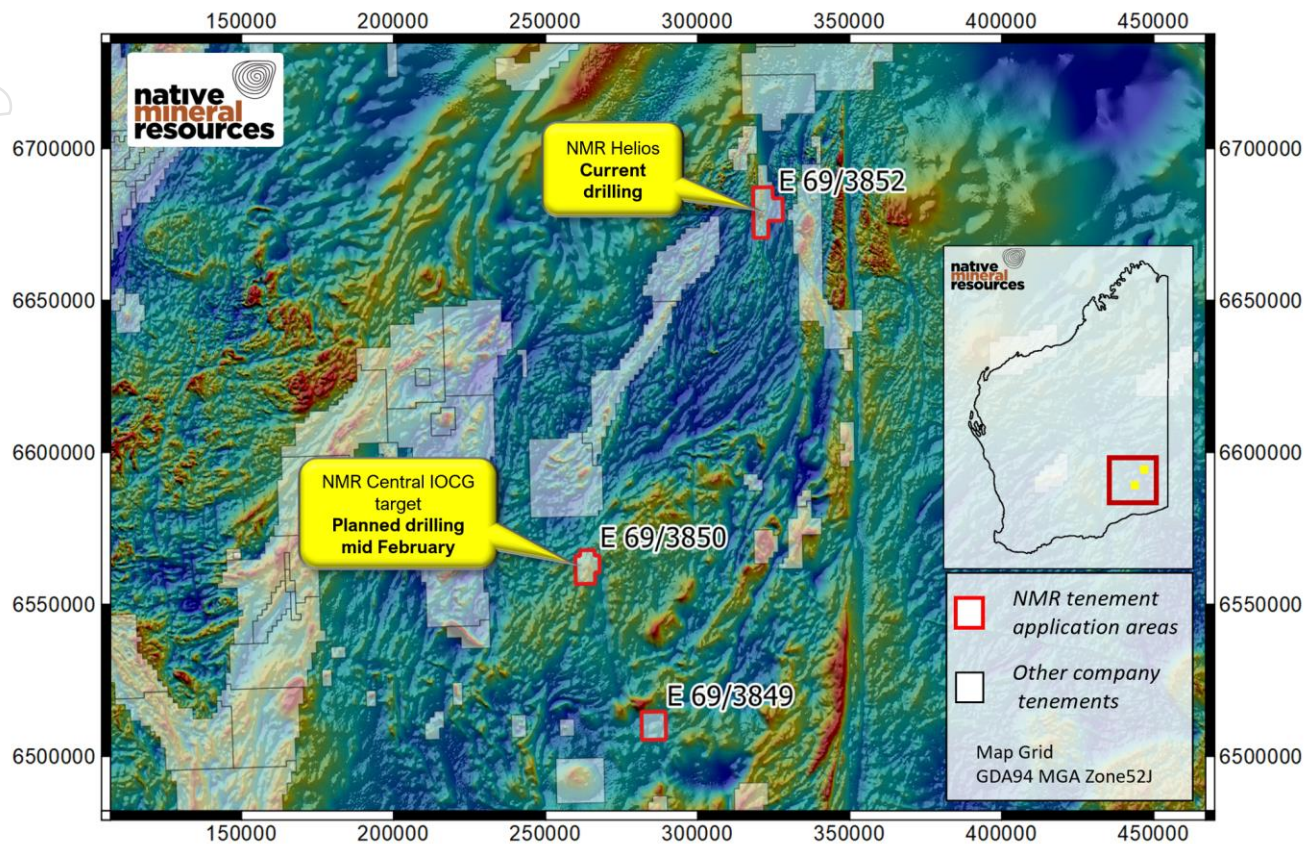 150000 200000 250000 300000 350000 400000 450000
native
mineral
resources
6700000
6700000
NMR Helios
Current
drilling
E 69/3852
native
mineral
resources
6650000
6650000
6600000
6600000
NMR Central IOCG
target
Planned drilling
mid February
E 69/3850
6550000
6550000
NMR tenement
application areas
Other company
tenements
E 69/3849
Map Grid
GDA94 MGA Zone52J
6500000
6500000
150000 200000 250000 300000 350000 400000 450000